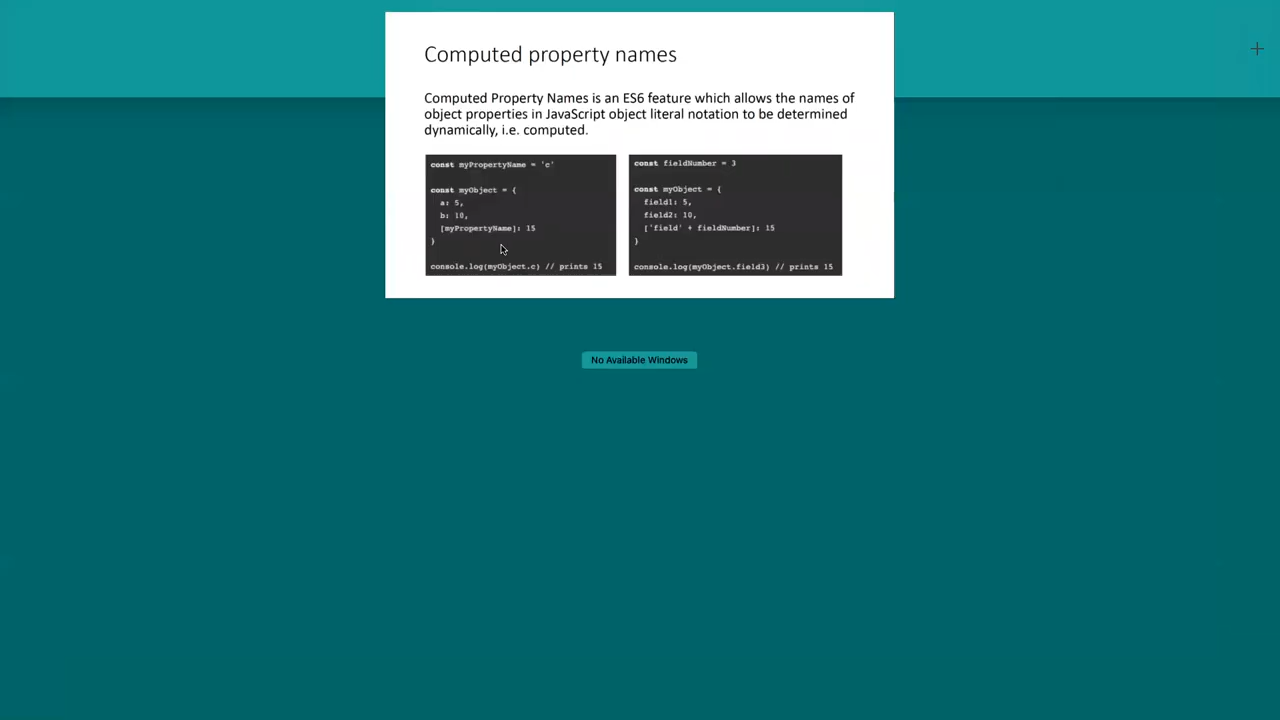 Computed property names
Computed Property Names is an ES6 feature which allows the names of
object properties in JavaScript object literal notation to be determined
dynamically, i.e. computed.
const myPropertyName = 'c'
const myObject = {
a: 5,
b: 10,
[myPropertyName]: 15
}
console.log(myObject.c) // prints 15
const fieldNumber = 3
const myObject = {
field1: 5,
field2: 10,
['field' + fieldNumber]: 15
}
console.log(myObject.field3) // prints 15
No Available Windows